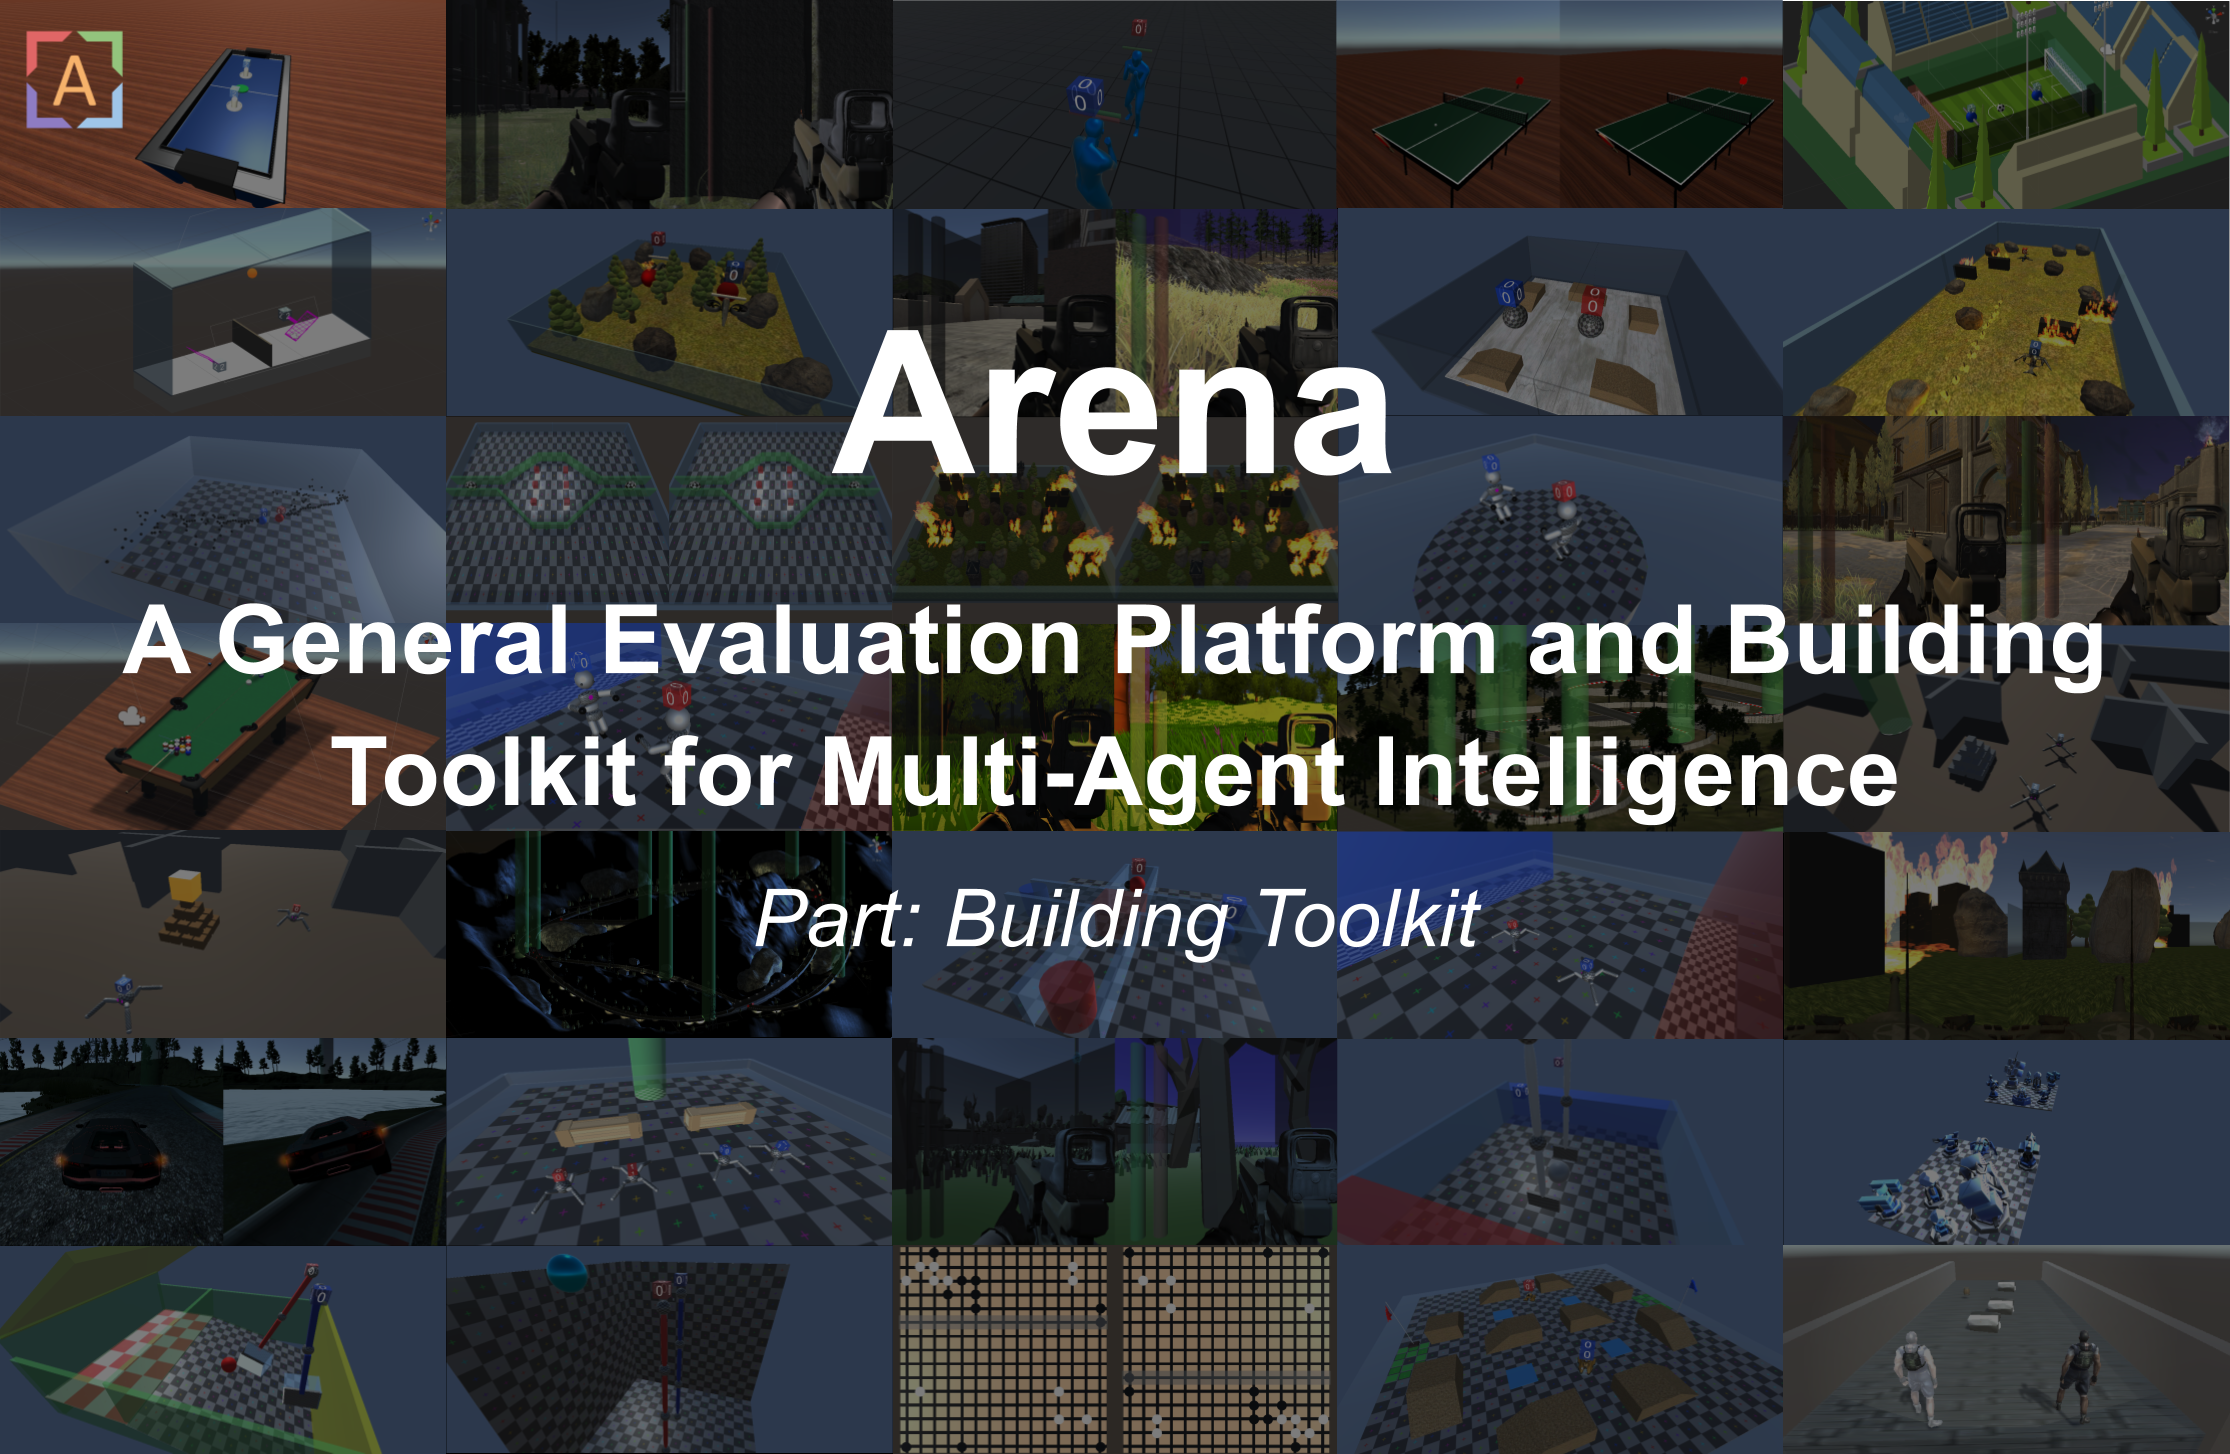 A
Arena
A General Evaluation Platform and Building
Toolkit for Multi-Agent Intelligence
Part: Building Toolkit